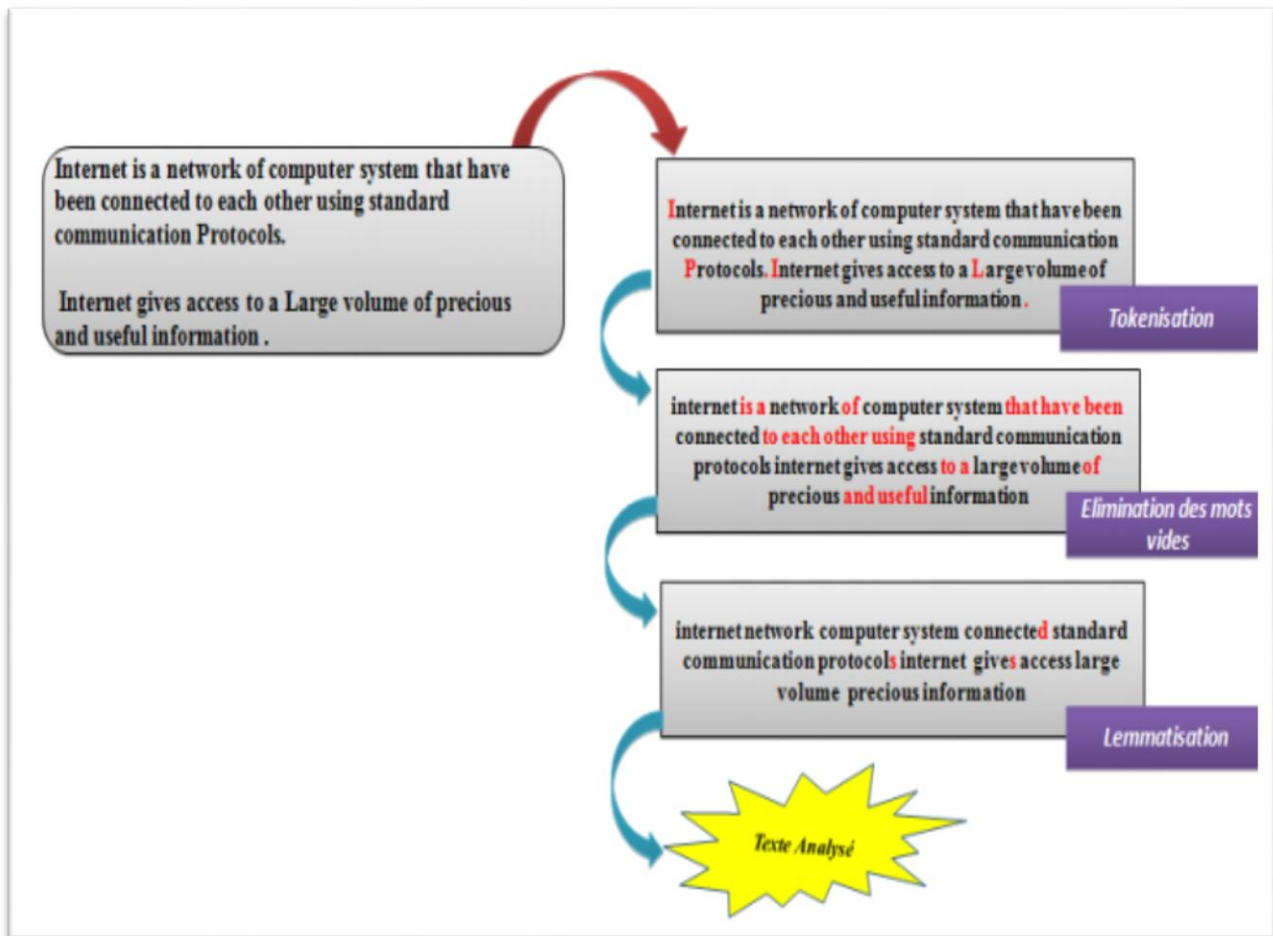 Internet is a network of computer system that have
been connected to each other using standard
communication Protocols.
Internet gives access to a Large volume of precious
and useful information .
Internet is a network of computer system that have been
connected to each other using standard communication
Protocols. Internet gives access to a Large volume of
precious and useful information .
Tokenisation
internet is a network of computer system that have been
connected to each other using standard communication
protocols internet gives access to a large volume of
precious and useful information
Elimination des mots
vides
internet network computer system connected standard
communication protocols internet gives access large
volume precious information
Lemmatisation
Texte Analysé